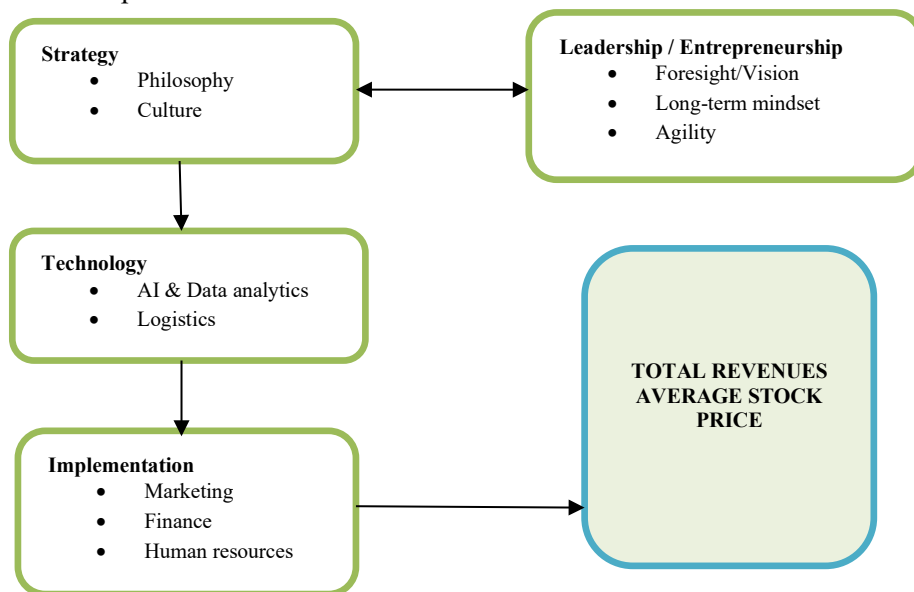 Strategy
• Philosophy
• Culture
Leadership / Entrepreneurship
• Foresight/Vision
• Long-term mindset
• Agility
Technology
• AI & Data analytics
• Logistics
TOTAL REVENUES
AVERAGE STOCK
PRICE
Implementation
• Marketing
• Finance
• Human resources